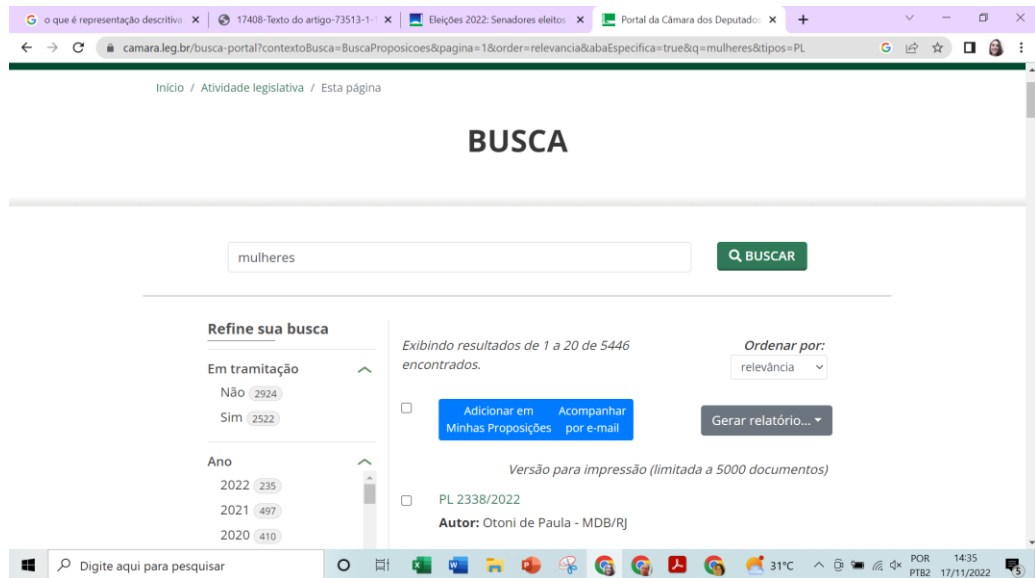 o que é representação descritiva
17408-Texto do artigo-73513-1-1
Eleições 2022: Senadores eleitos
Portal da Câmara dos Deputados
camara.leg.br/busca-portal?contextoBusca=BuscaProposicoes&pagina=1&order=relevancia&abaEspecifica=true&q=mulheres&tipos=PL
Início / Atividade legislativa / Esta página
BUSCA
mulheres
BUSCAR
Refine sua busca
Em tramitação
Não 2924
Sim 2522
Ano
2022 235
2021 497
2020 410
Exibindo resultados de 1 a 20 de 5446
encontrados.
Ordenar por:
relevância
Adicionar em
Minhas Proposições
Acompanhar
por e-mail
Gerar relatório...
Versão para impressão (limitada a 5000 documentos)
PL 2338/2022
Autor: Otoni de Paula - MDB/RJ
Digite aqui para pesquisar
31°C
POR
PTB2
14:35
17/11/2022